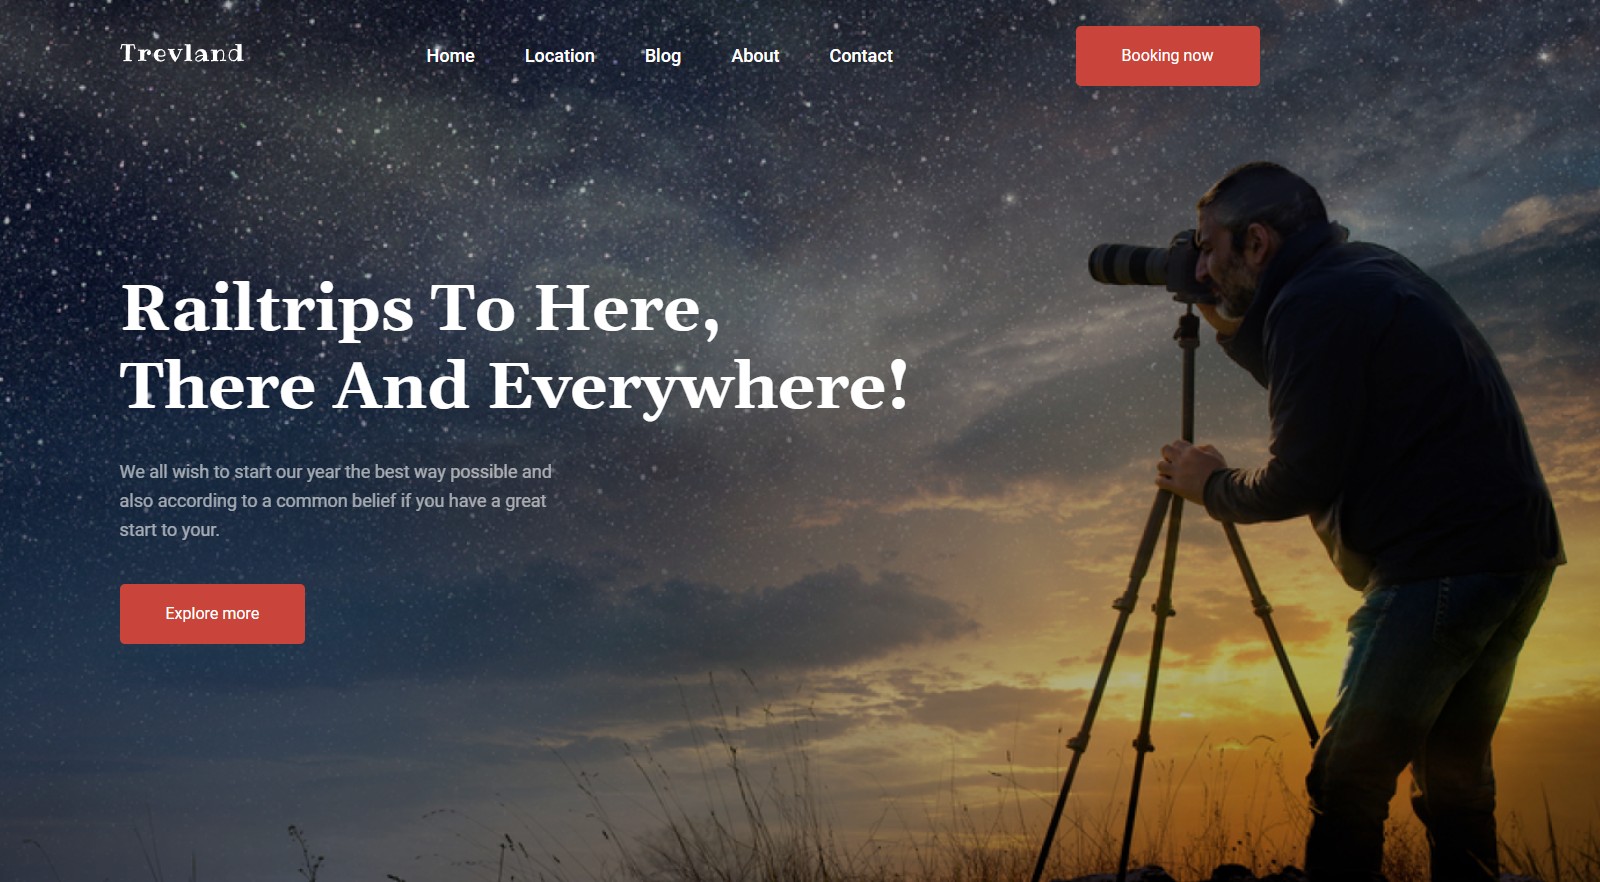 Trevland
Home
Location
Blog
About
Contact
Booking now
Railtrips To Here,
There And Everywhere!
We all wish to start our year the best way possible and
also according to a common belief if you have a great
start to your.
Explore more